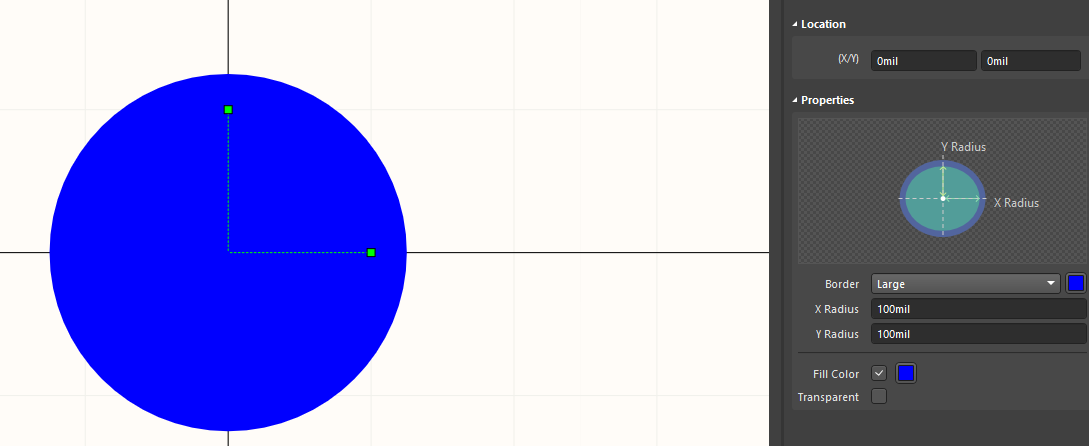 Location
(X/Y) 0mil 0mil
Properties
Y Radius
X Radius
Border Large
X Radius 100mil
Y Radius 100mil
Fill Color
Transparent